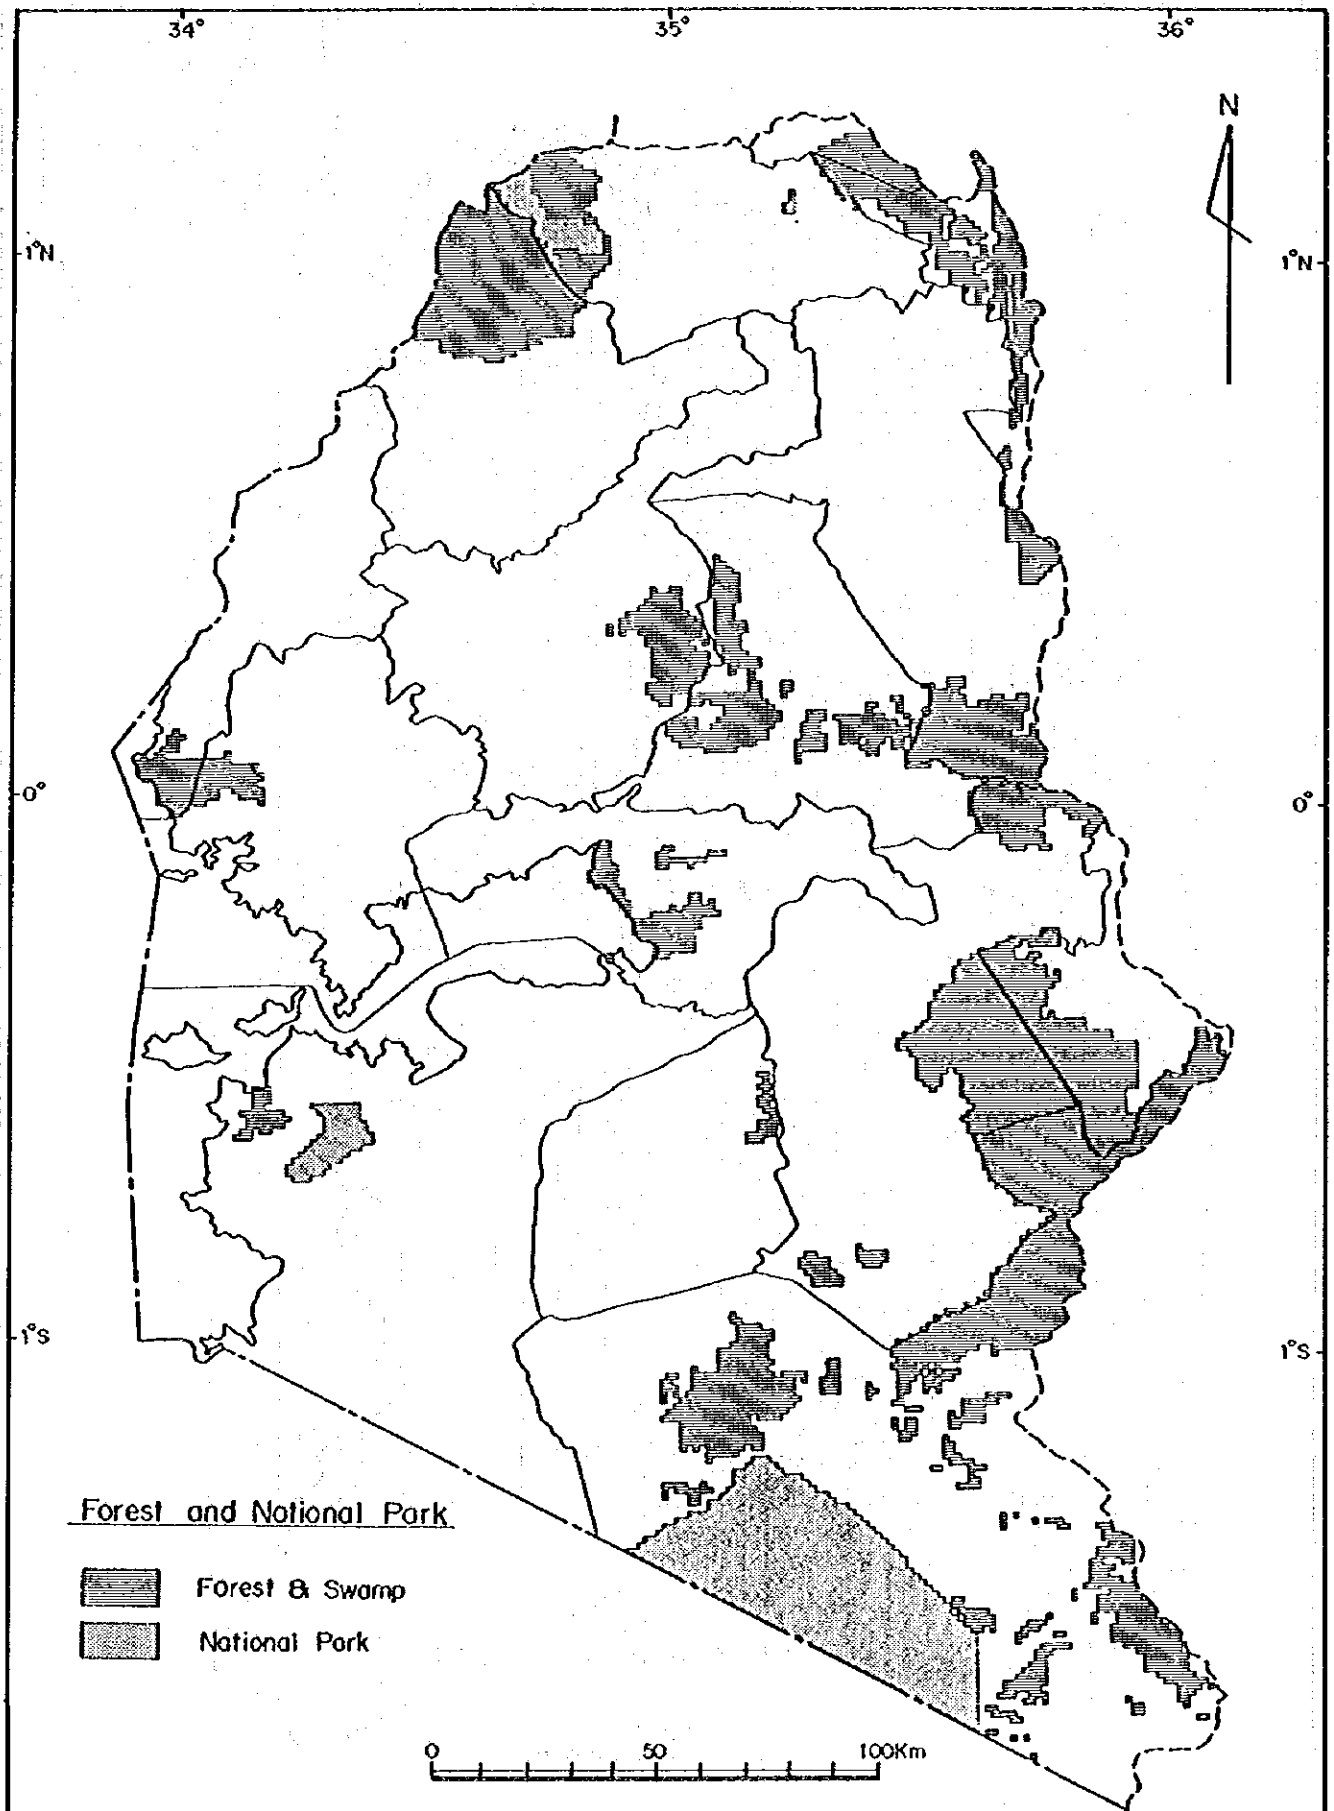 34° 35° 36°
N
1°N 1°N
0° 0°
1°S 1°S
Forest and National Park
Forest & Swamp
National Park
0 50 100Km